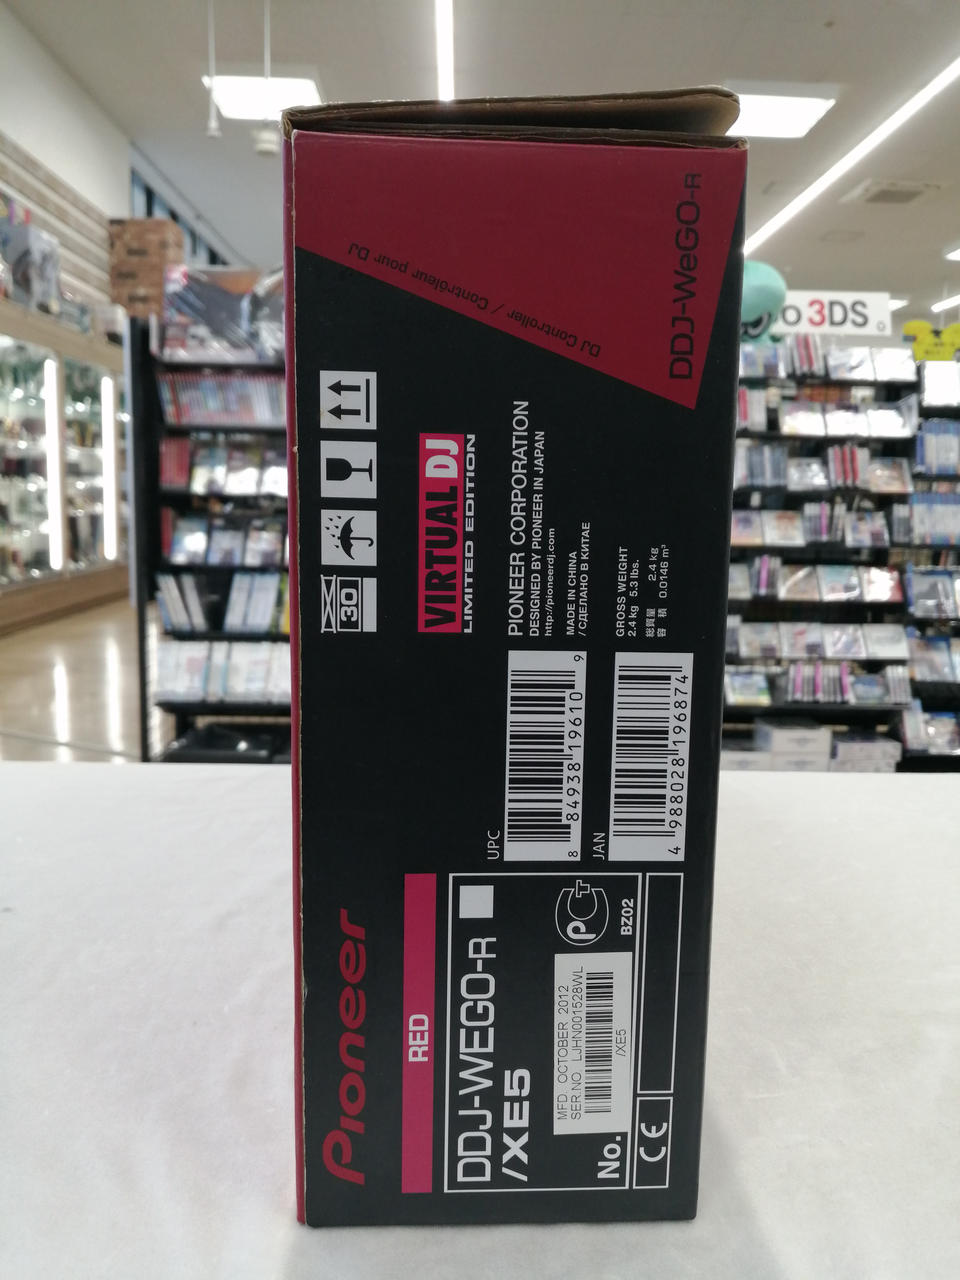 DDJ-WeGO-R
DJ Controller / Contrôleur pour DJ
30
VIRTUAL DJ
LIMITED EDITION
PIONEER CORPORATION
DESIGNED BY PIONEER IN JAPAN
http://pioneerdj.com
MADE IN CHINA
/ СДЕЛАНО В КИТАЕ
GROSS WEIGHT
2.4 kg 5.3 lbs.
総質量 2.4 kg
容積 0.0146 m³
UPC
8 84938 19610 9
JAN
4 988028 196874
Pioneer
RED
DDJ-WEGO-R
/XE5
PCT
BZ02
MFD. OCTOBER 2012
SER.NO. LJHN001528WL
/XE5
No.
CE
o 3DS